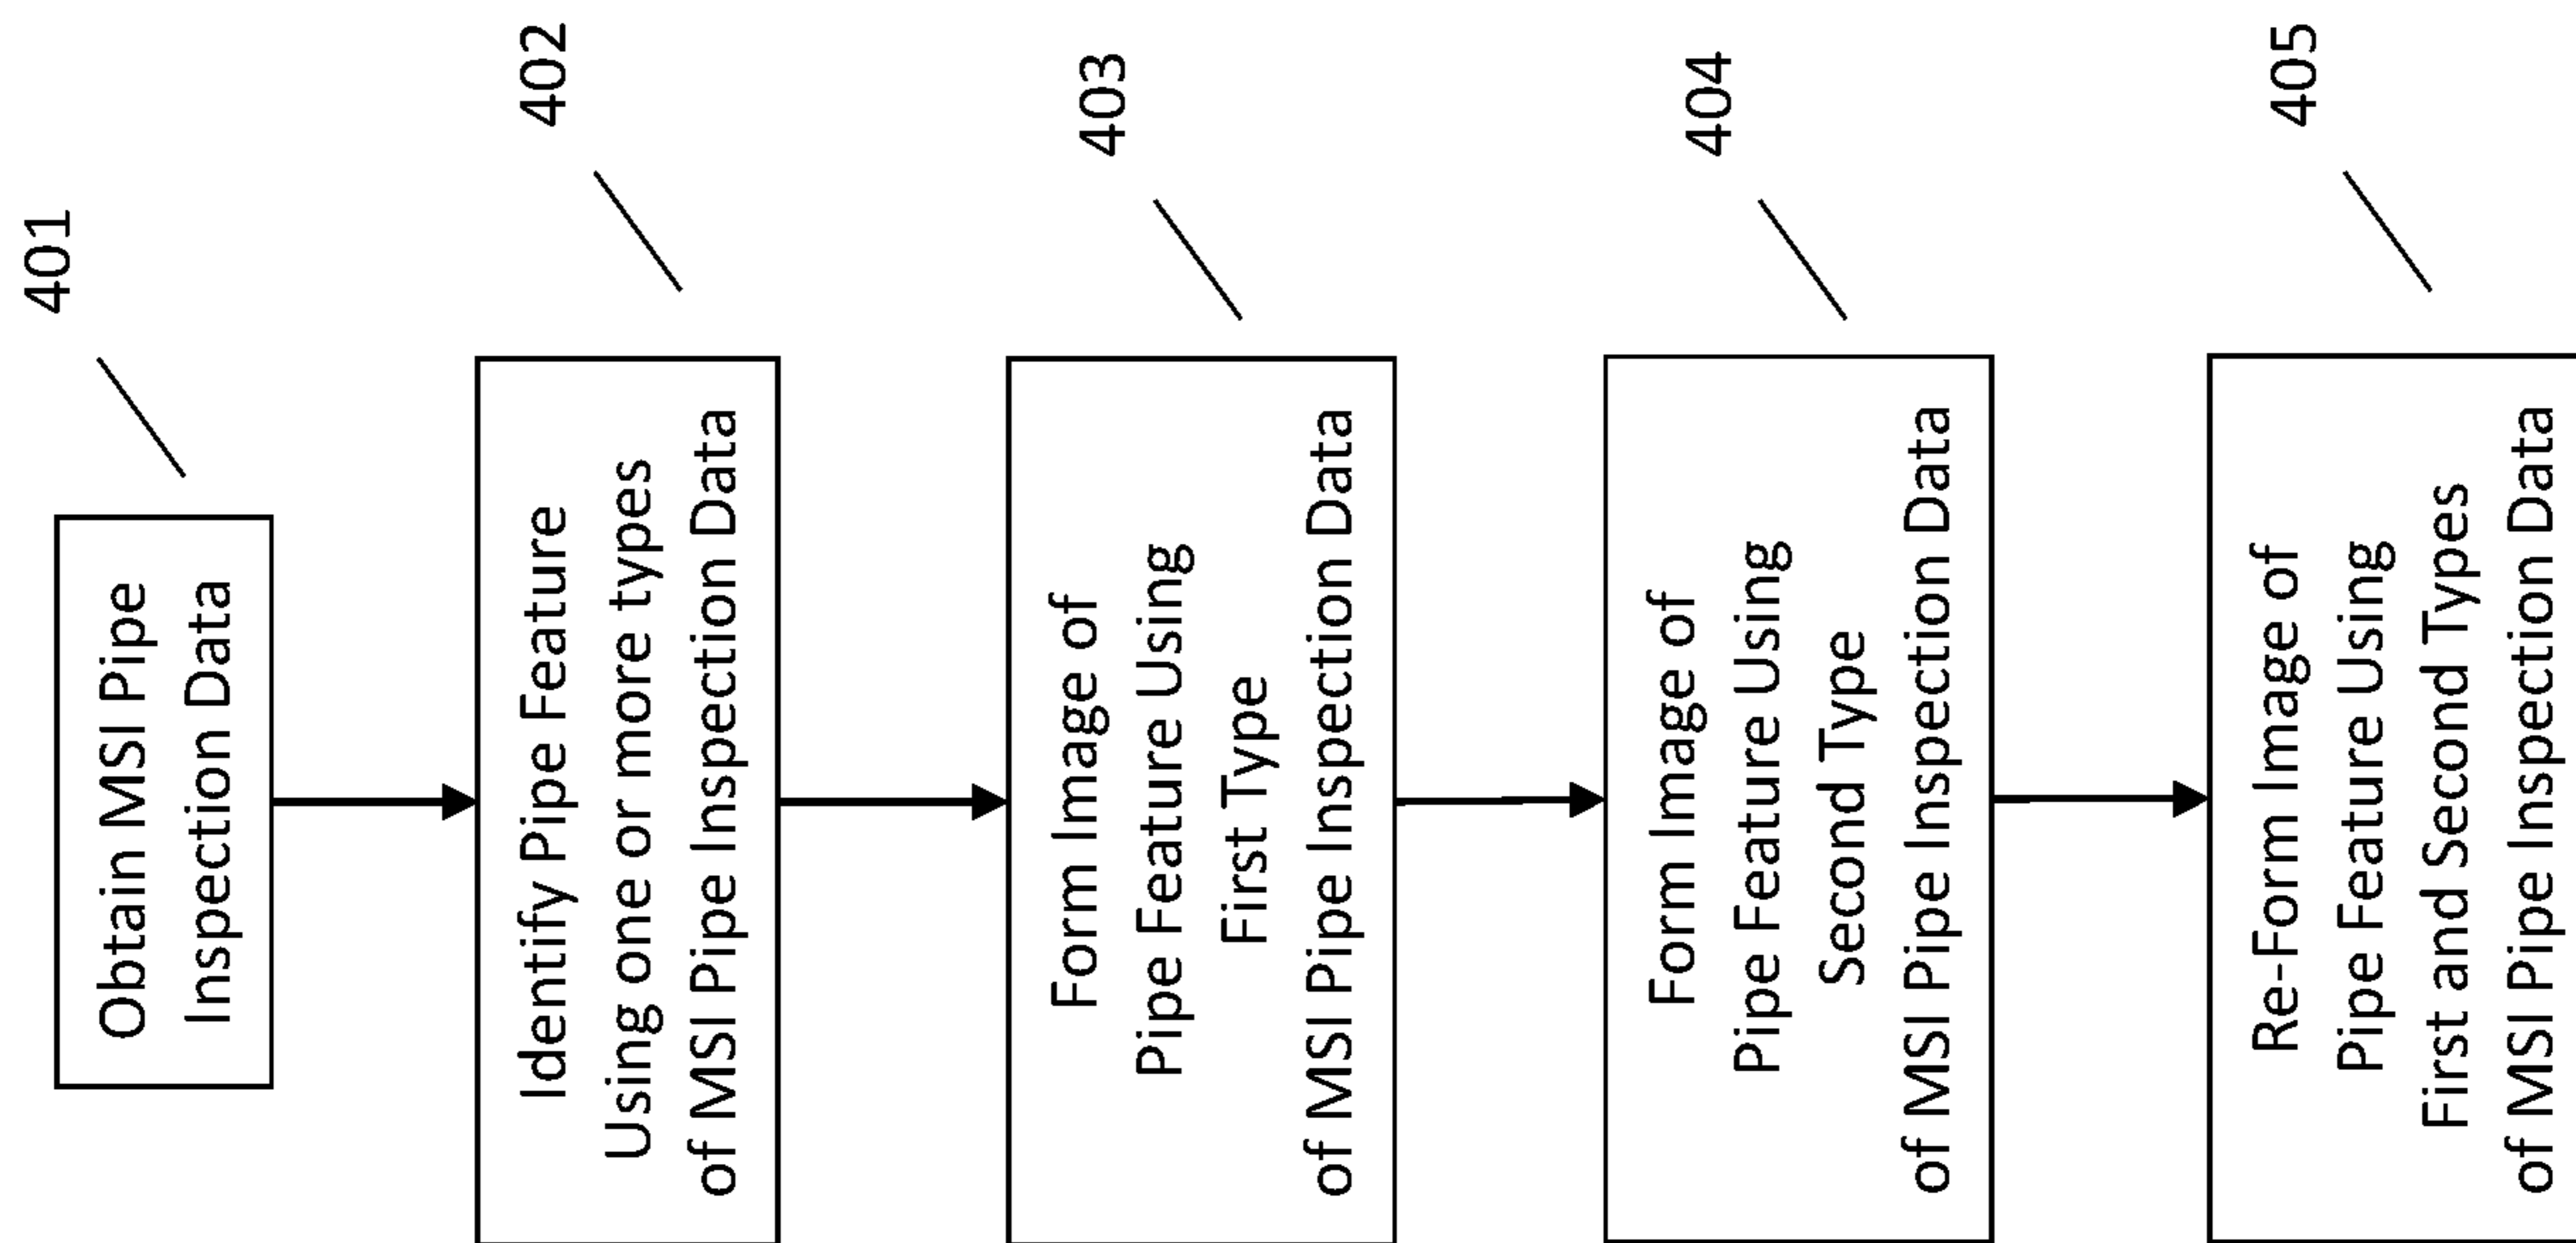 401
Obtain MSI Pipe
Inspection Data
402
Identify Pipe Feature
Using one or more types
of MSI Pipe Inspection Data
403
Form Image of
Pipe Feature Using
First Type
of MSI Pipe Inspection Data
404
Form Image of
Pipe Feature Using
Second Type
of MSI Pipe Inspection Data
405
Re-Form Image of
Pipe Feature Using
First and Second Types
of MSI Pipe Inspection Data